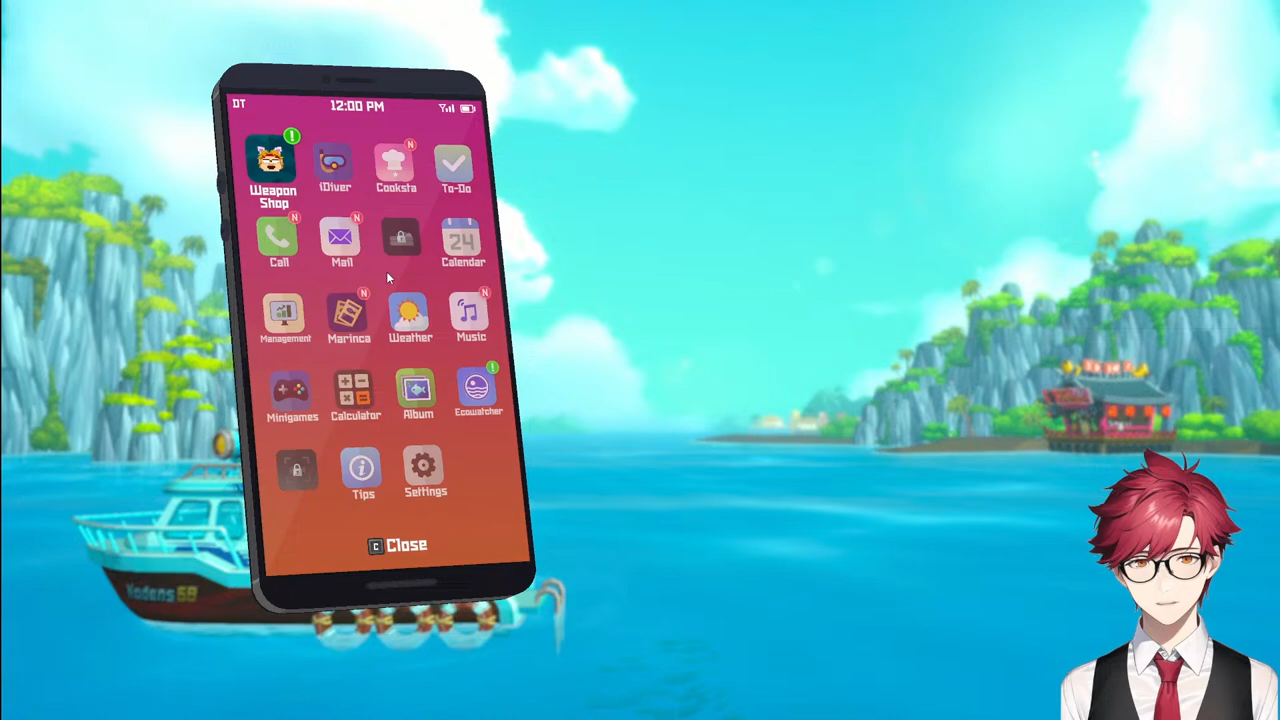 DT 12:00 PM
N
Weapon Shop
iDiver
Cooksta
To-Do
N
N
Call
Mail
24
Calendar
N
N
Management
Marinca
Weather
Music
Minigames
Calculator
Album
Ecowatcher
Tips
Settings
C Close